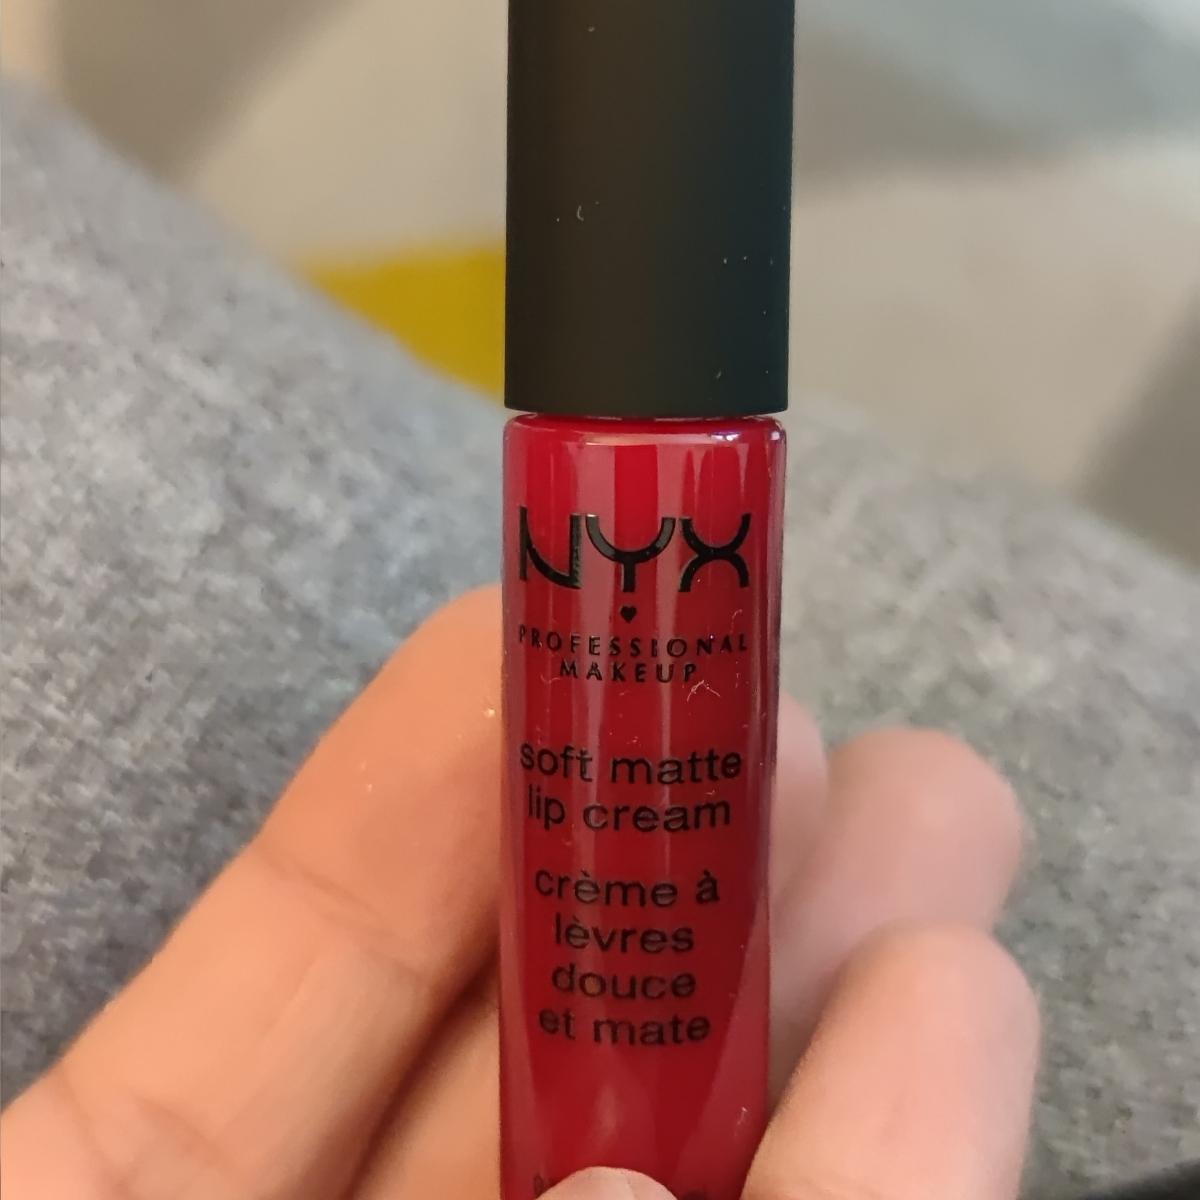 NYX
PROFESSIONAL
MAKEUP
soft matte
lip cream
crème à
lèvres
douce
et mate